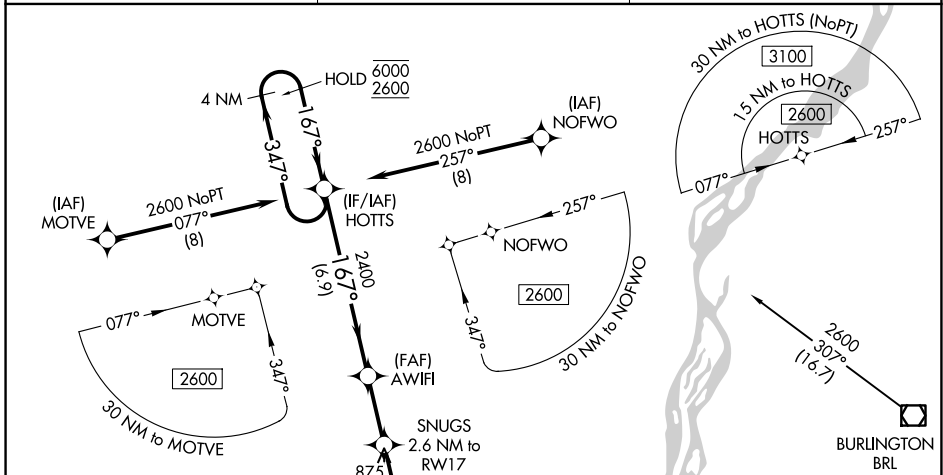 30 NM to HOTTS (NoPT)
3100
15 NM to HOTTS
2600
HOTTS
077°
257°
HOLD 6000
2600
4 NM
167°
347°
(IAF)
NOFWO
2600 NoPT
257°
(8)
(IAF)
MOTVE
2600 NoPT
077°
(8)
(IF/IAF)
HOTTS
2400
167°
(6.9)
257°
NOFWO
2600
347°
30 NM to NOFWO
077°
MOTVE
347°
2600
30 NM to MOTVE
(FAF)
AWIFI
SNUGS
2.6 NM to
RW17
875
2600
307°
(16.7)
BURLINGTON
BRL